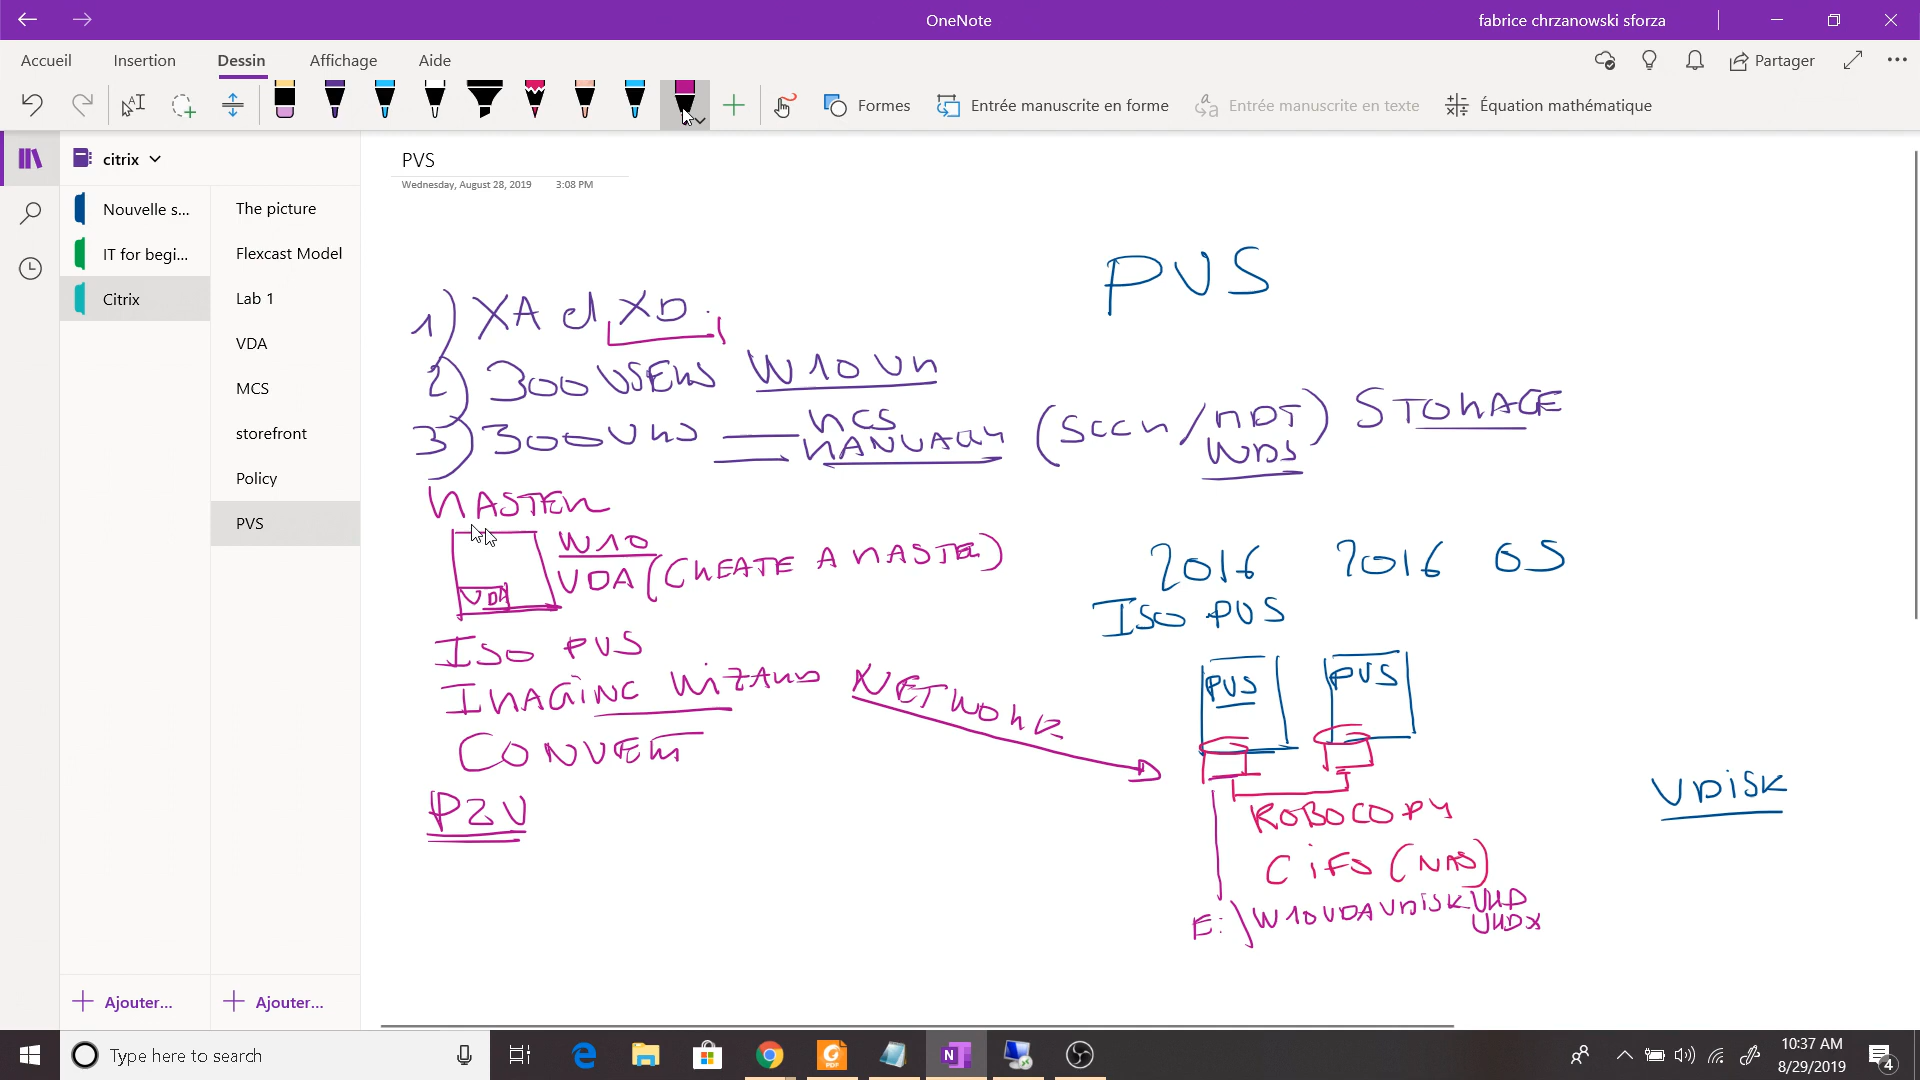 OneNote
fabrice chrzanowski sforza
Accueil
Insertion
Dessin
Affichage
Aide
Partager
Formes
Entrée manuscrite en forme
Entrée manuscrite en texte
Équation mathématique
citrix
Nouvelle s...
IT for begi...
Citrix
The picture
Flexcast Model
Lab 1
VDA
MCS
storefront
Policy
PVS
Ajouter...
Ajouter...
PVS
Wednesday, August 28, 2019 3:08 PM
PVS
1) XA et XD
2) 300 USERS W10 VM
3) 300 VMS MCS
MANUALLY (SCCM/MDT) STORAGE
WDS
MASTER
W10
VDA (CREATE A MASTER)
VDA
ISO PVS
IMAGING WIZARD NETWORK
CONVERT
P2V
2016 2016 OS
ISO PVS
PVS PVS
ROBOCOPY
CIFS (NAS)
E:\W10VDAVDISK VHD
VHDX
VDISK
Type here to search
10:37 AM
8/29/2019
4